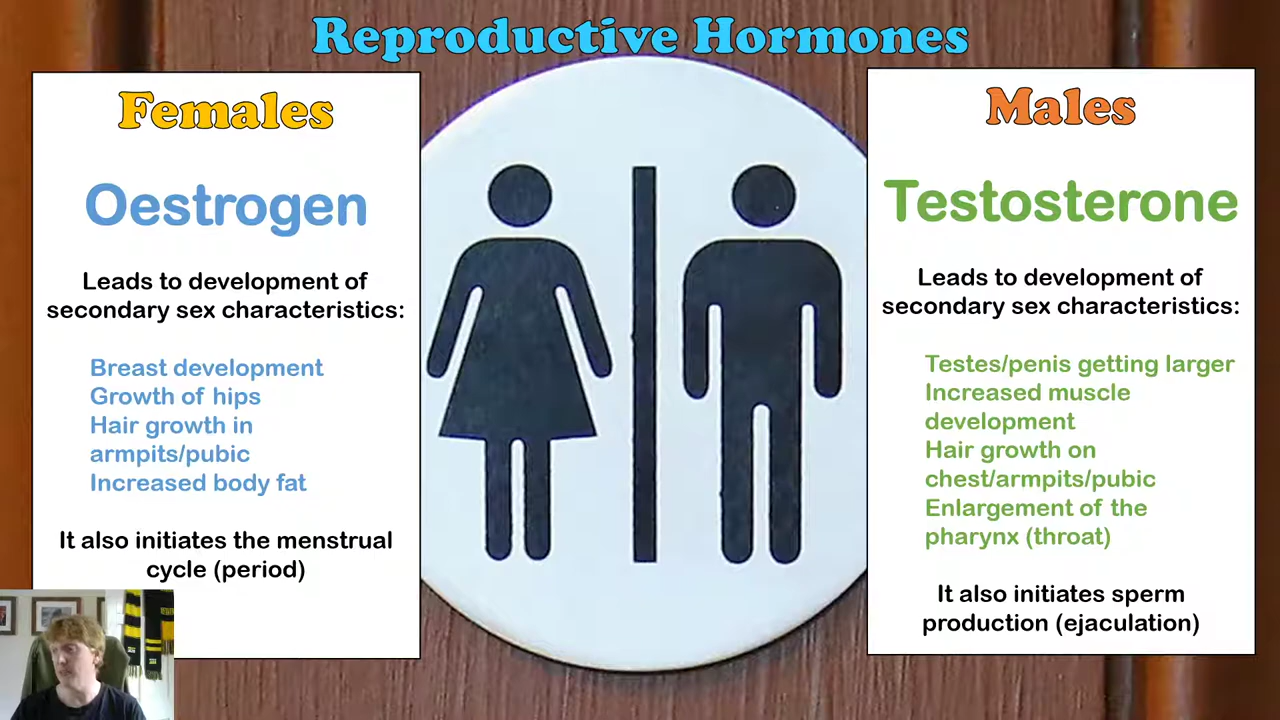 Reproductive Hormones
Females
Oestrogen
Leads to development of
secondary sex characteristics:
Breast development
Growth of hips
Hair growth in
armpits/pubic
Increased body fat
It also initiates the menstrual
cycle (period)
Males
Testosterone
Leads to development of
secondary sex characteristics:
Testes/penis getting larger
Increased muscle
development
Hair growth on
chest/armpits/pubic
Enlargement of the
pharynx (throat)
It also initiates sperm
production (ejaculation)